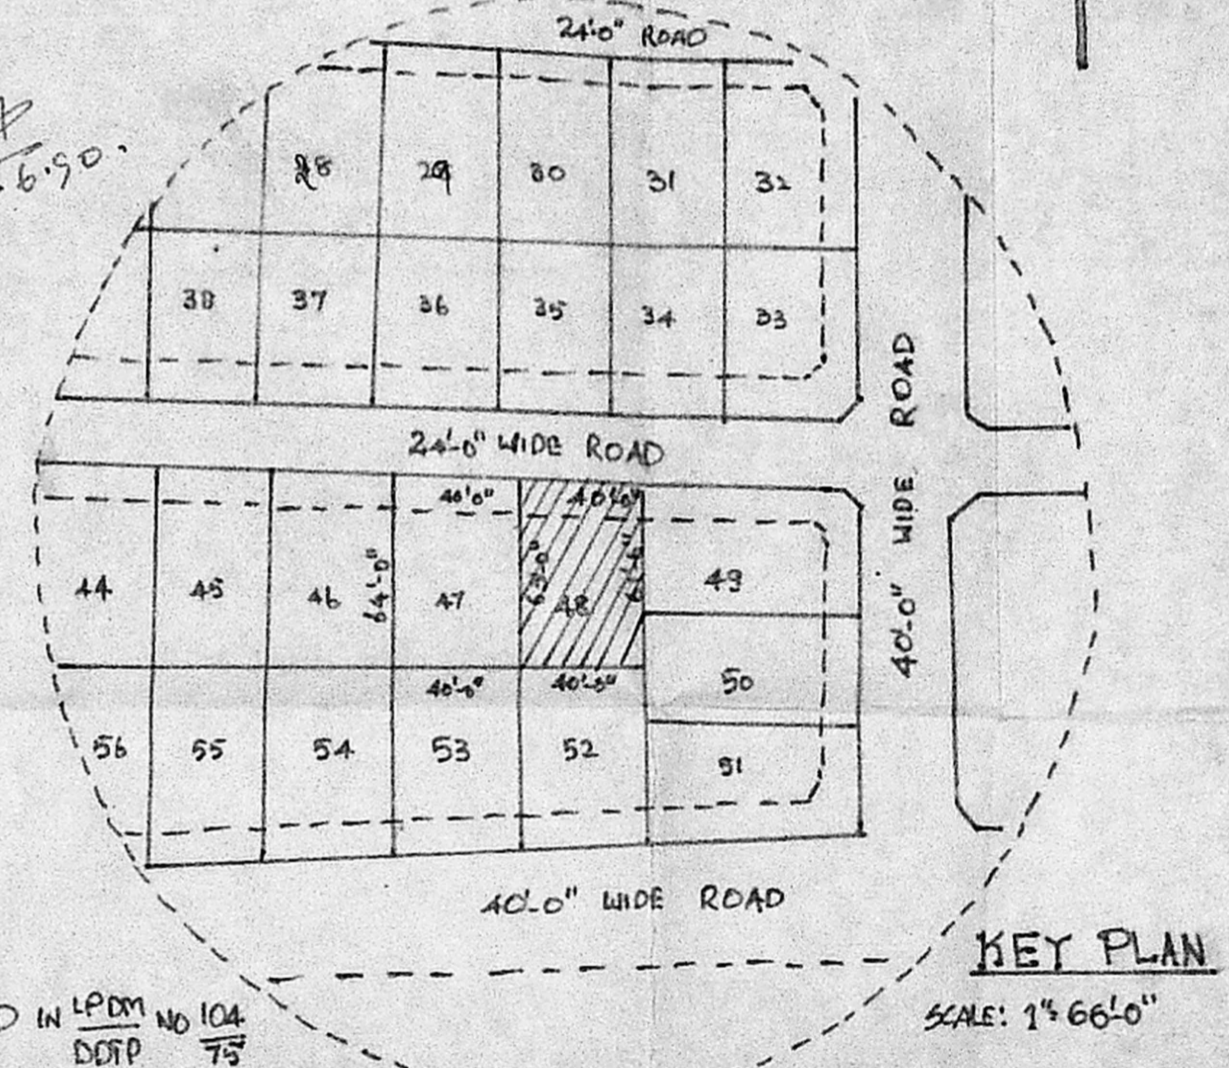 24'-0" ROAD
6.90.
28 29 30 31 32
38 37 36 35 34 33
24'-0" WIDE ROAD
40'-0" WIDE ROAD
40'0" 40'0"
44 45 46 64'-0" 47 63'-0" 48 49
50
40'-0" 40'-0"
56 55 54 53 52 51
40'-0" WIDE ROAD
KEY PLAN
SCALE: 1"= 66'-0"
IN LPDM NO 104
DDTP 75